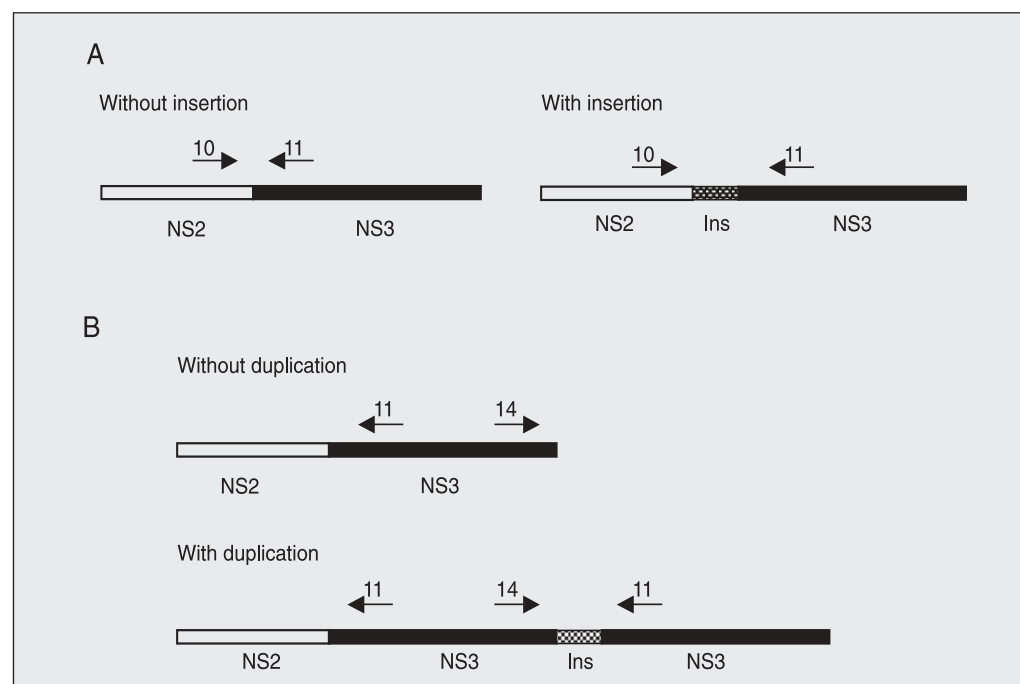 A
Without insertion
With insertion
10 11
10 11
NS2 NS3
NS2 Ins NS3
B
Without duplication
11 14
NS2 NS3
With duplication
11 14 11
NS2 NS3 Ins NS3